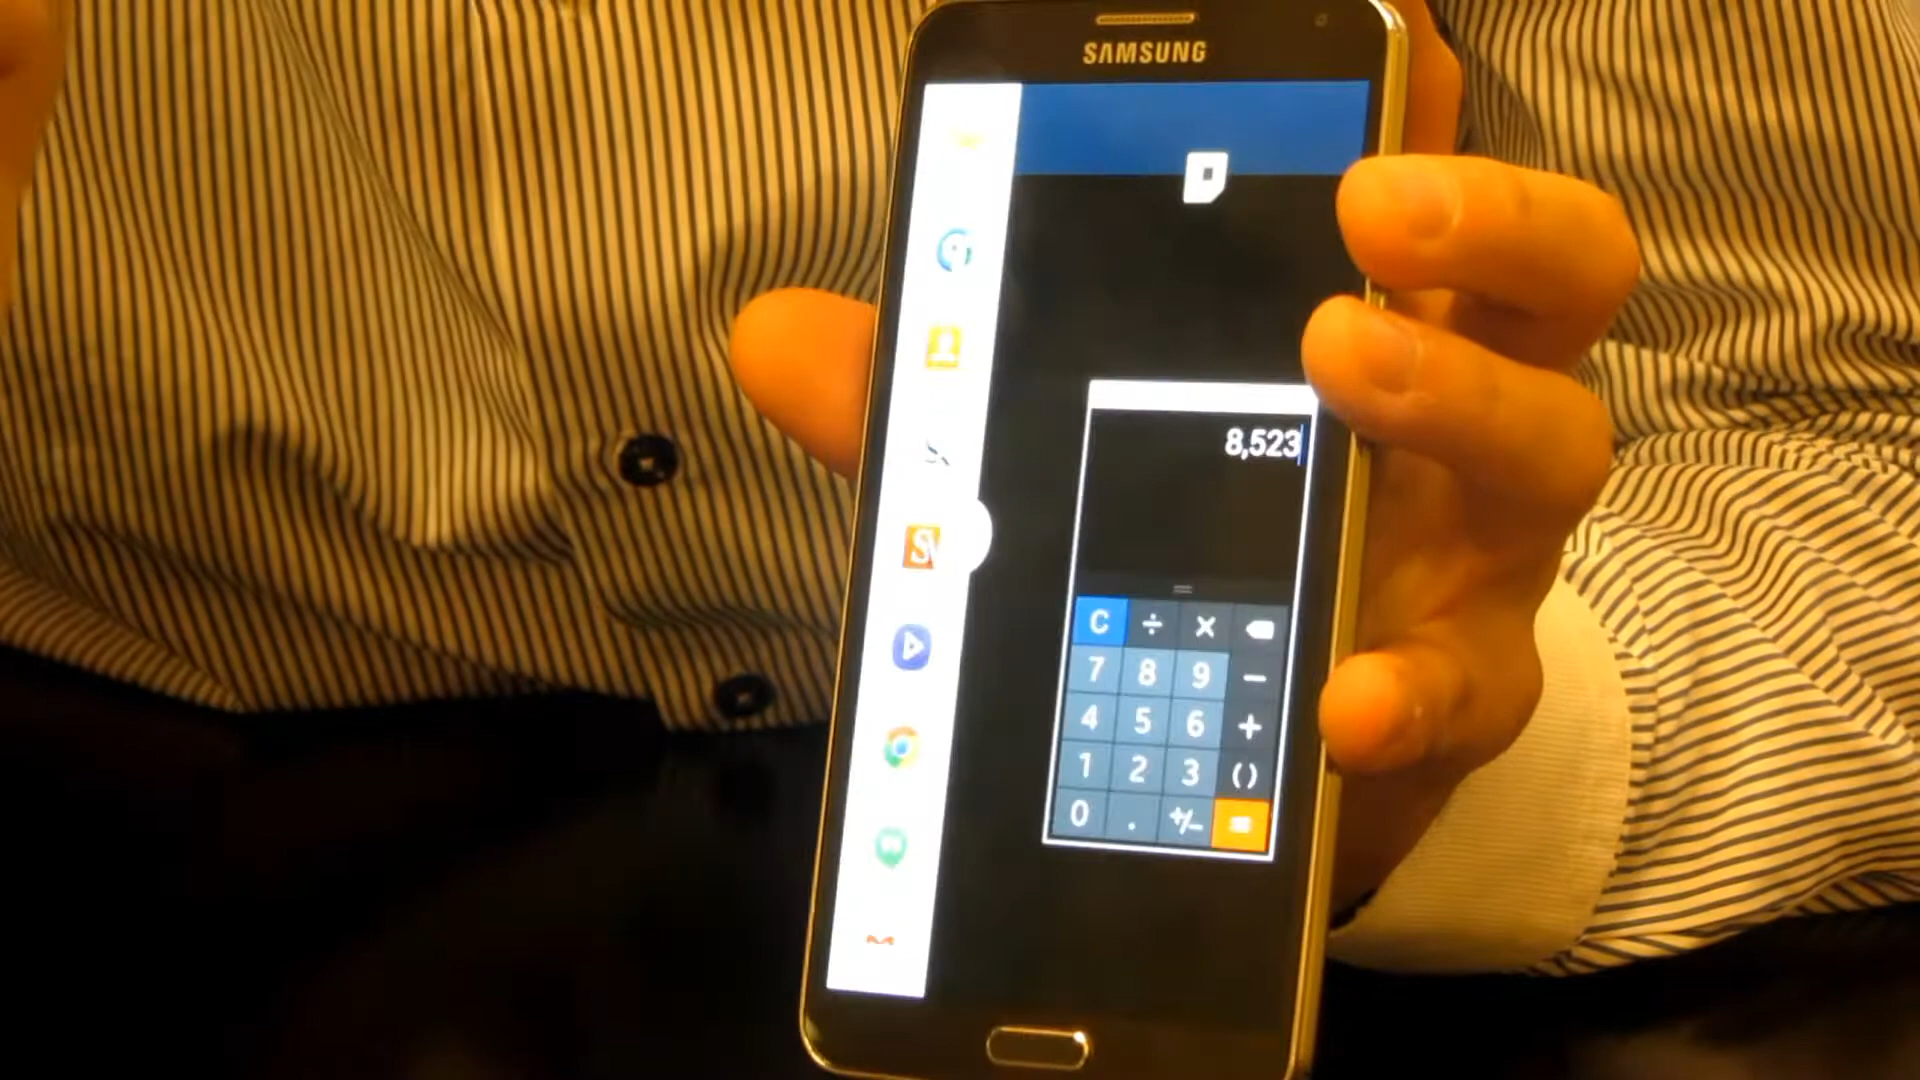 SAMSUNG
8,523
C ÷ ×
7 8 9 −
4 5 6 +
1 2 3 ()
0 . +/− =